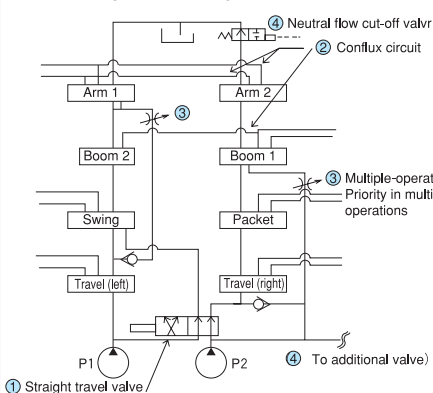 ④ Neutral flow cut-off valvr
② Conflux circuit
Arm 1
Arm 2
③
Boom 2
Boom 1
③ Multiple-operat
Priority in multi
operations
Swing
Packet
Travel (left)
Travel (right)
P1
P2
④ To additional valve)
① Straight travel valve